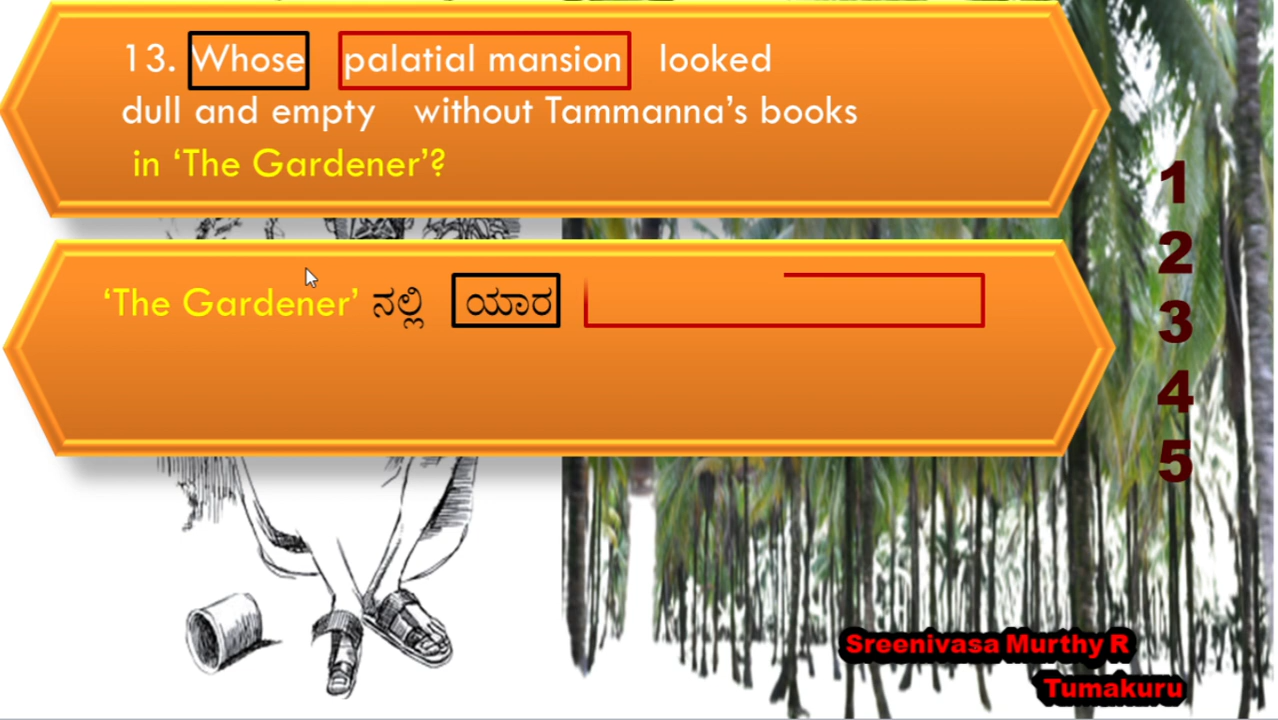 13. Whose palatial mansion looked
dull and empty without Tammanna’s books
in ‘The Gardener’?
‘The Gardener’ ನಲ್ಲಿ ಯಾರ
1
2
3
4
5
Sreenivasa Murthy R
Tumakuru